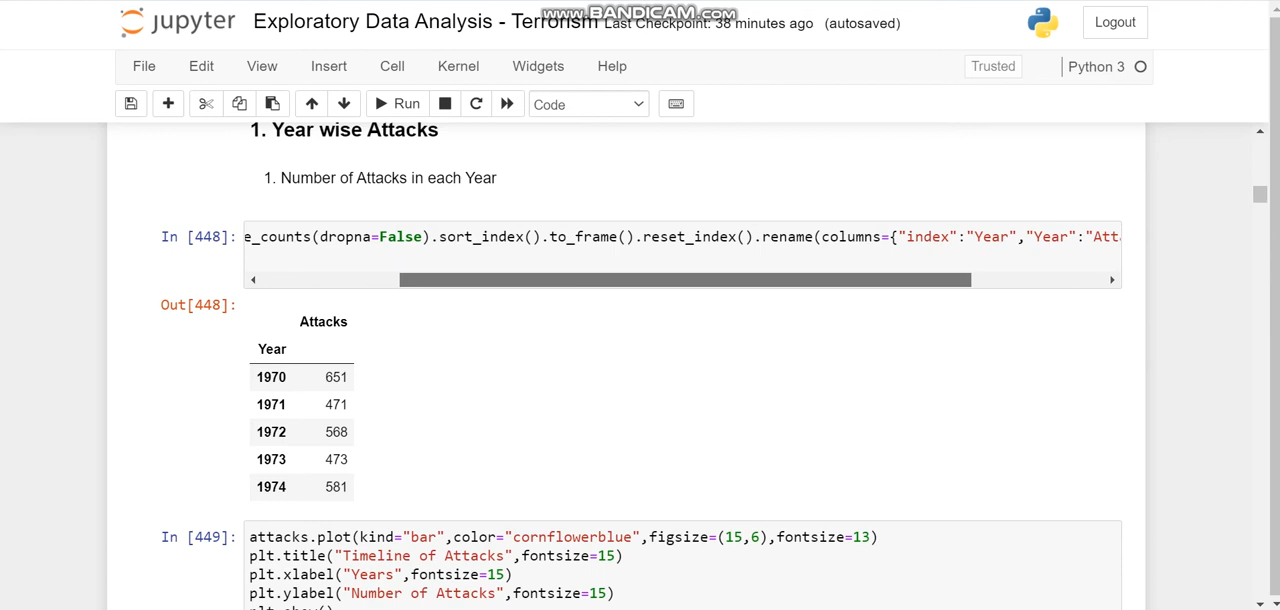 www.BANDICAM.com
jupyter Exploratory Data Analysis - Terrorism Last Checkpoint: 38 minutes ago (autosaved) Logout
File Edit View Insert Cell Kernel Widgets Help Trusted Python 3
Run Code
1. Year wise Attacks
1. Number of Attacks in each Year
In [448]: e_counts(dropna=False).sort_index().to_frame().reset_index().rename(columns={"index":"Year","Year":"Att
Out[448]:
Attacks
Year
1970 651
1971 471
1972 568
1973 473
1974 581
In [449]: attacks.plot(kind="bar",color="cornflowerblue",figsize=(15,6),fontsize=13)
plt.title("Timeline of Attacks",fontsize=15)
plt.xlabel("Years",fontsize=15)
plt.ylabel("Number of Attacks",fontsize=15)